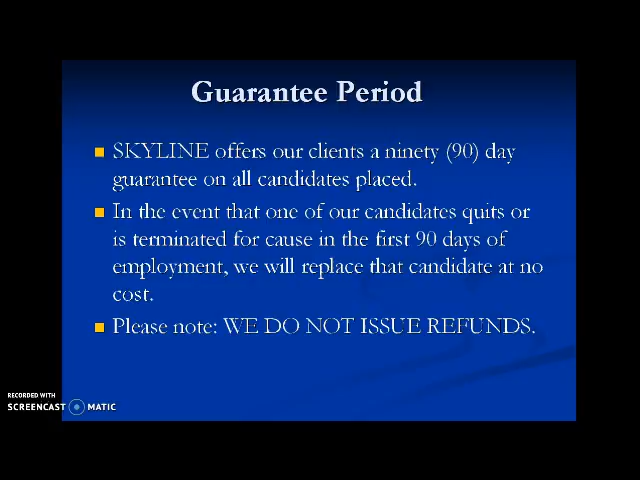 Guarantee Period
SKYLINE offers our clients a ninety (90) day
guarantee on all candidates placed.
In the event that one of our candidates quits or
is terminated for cause in the first 90 days of
employment, we will replace that candidate at no
cost.
Please note: WE DO NOT ISSUE REFUNDS.
RECORDED WITH
SCREENCAST MATIC